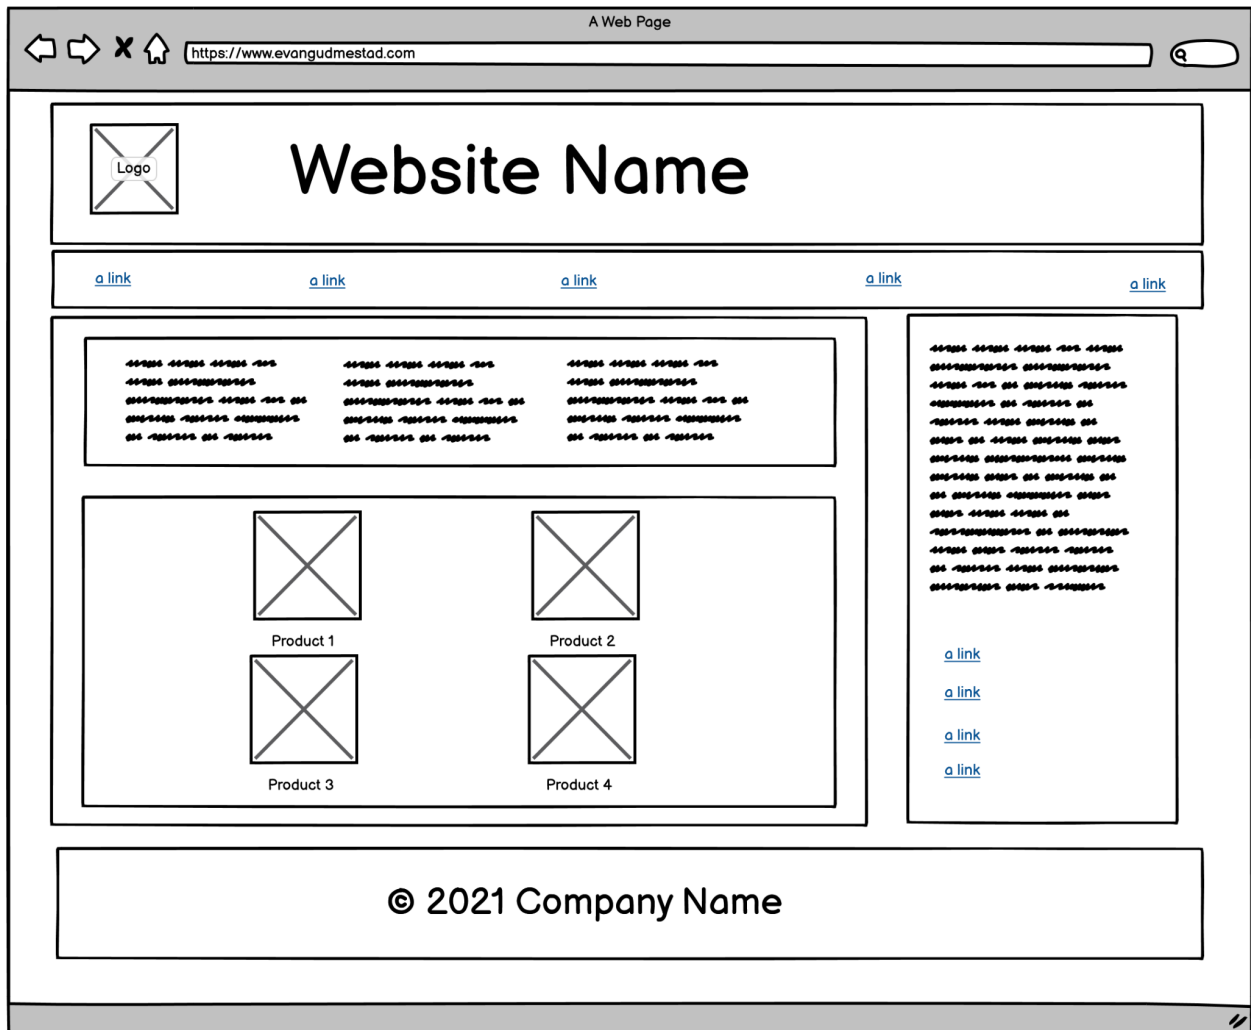 A Web Page
https://www.evangudmestad.com
Logo
Website Name
a link a link a link a link a link
Product 1 Product 2
Product 3 Product 4
a link
a link
a link
a link
© 2021 Company Name